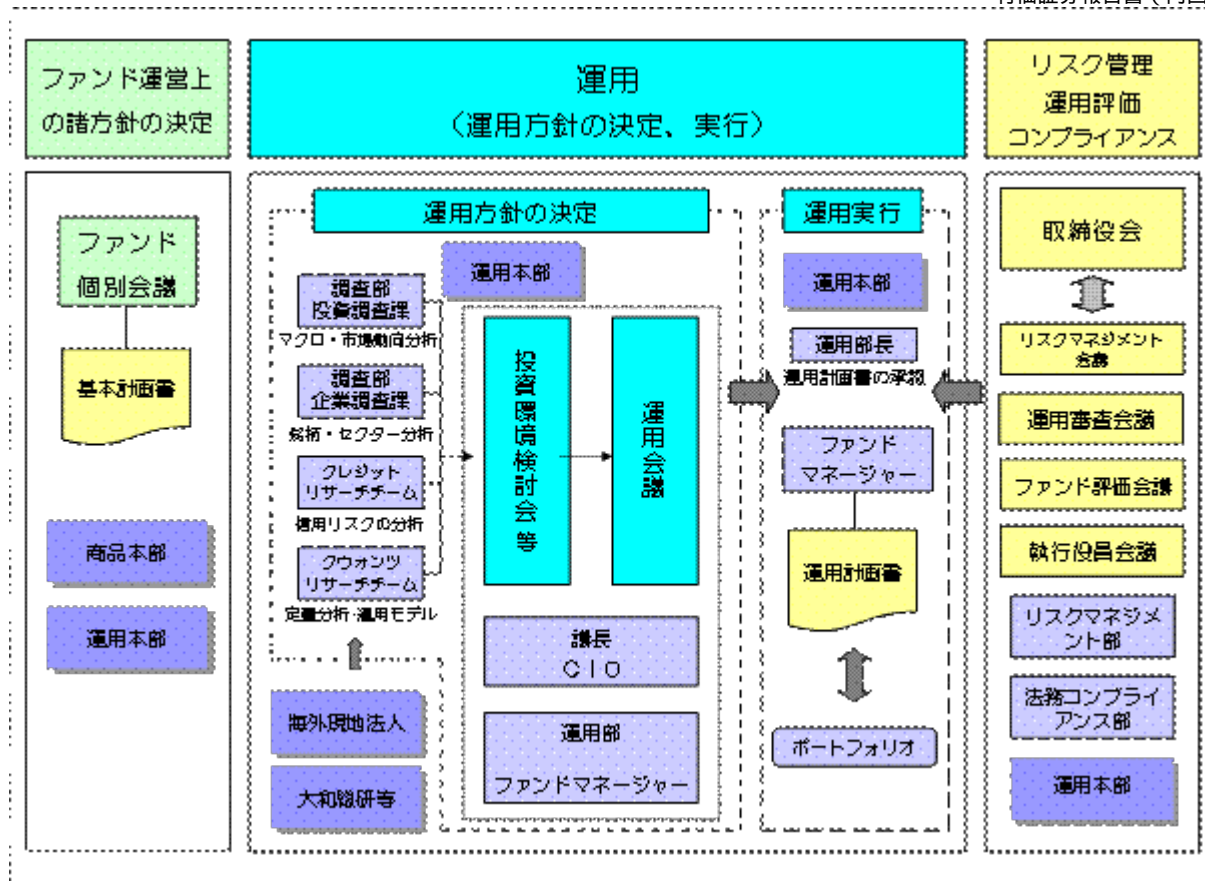 ファンド運営上
の諸方針の決定
運用
(運用方針の決定、実行)
リスク管理
運用評価
コンプライアンス
ファンド
個別会議
基本計画書
商品本部
運用本部
運用方針の決定
運用本部
調査部
投資調査課
マクロ・市場動向分析
調査部
企業調査課
銘柄・セクター分析
クレジット
リサーチチーム
信用リスクの分析
クウォンツ
リサーチチーム
定量分析・運用モデル
海外現地法人
大和総研等
投資環境検討会等
運用会議
議長
CIO
運用部
ファンドマネージャー
運用実行
運用本部
運用部長
運用計画書の承認
ファンド
マネージャー
運用計画書
ポートフォリオ
取締役会
リスクマネジメント
会議
運用審査会議
ファンド評価会議
執行役員会議
リスクマネジメ
ント部
法務コンプライ
アンス部
運用本部